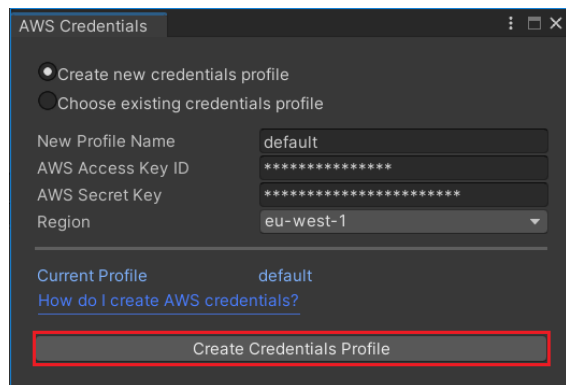 AWS Credentials
Create new credentials profile
Choose existing credentials profile
New Profile Name default
AWS Access Key ID ***************
AWS Secret Key ***********************
Region eu-west-1
Current Profile default
How do I create AWS credentials?
Create Credentials Profile